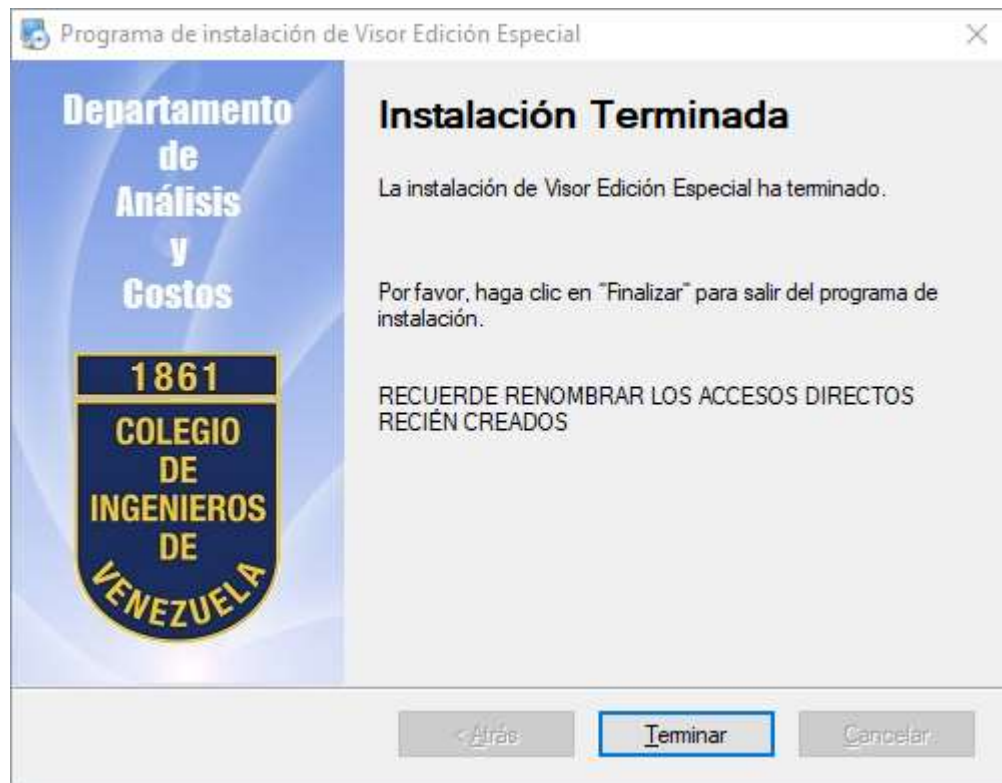 Programa de instalación de Visor Edición Especial
Departamento
de
Análisis
y
Costos
1861
COLEGIO
DE
INGENIEROS
DE
VENEZUELA
Instalación Terminada
La instalación de Visor Edición Especial ha terminado.
Por favor, haga clic en "Finalizar" para salir del programa de
instalación.
RECUERDE RENOMBRAR LOS ACCESOS DIRECTOS
RECIÉN CREADOS
< Atrás
Terminar
Cancelar